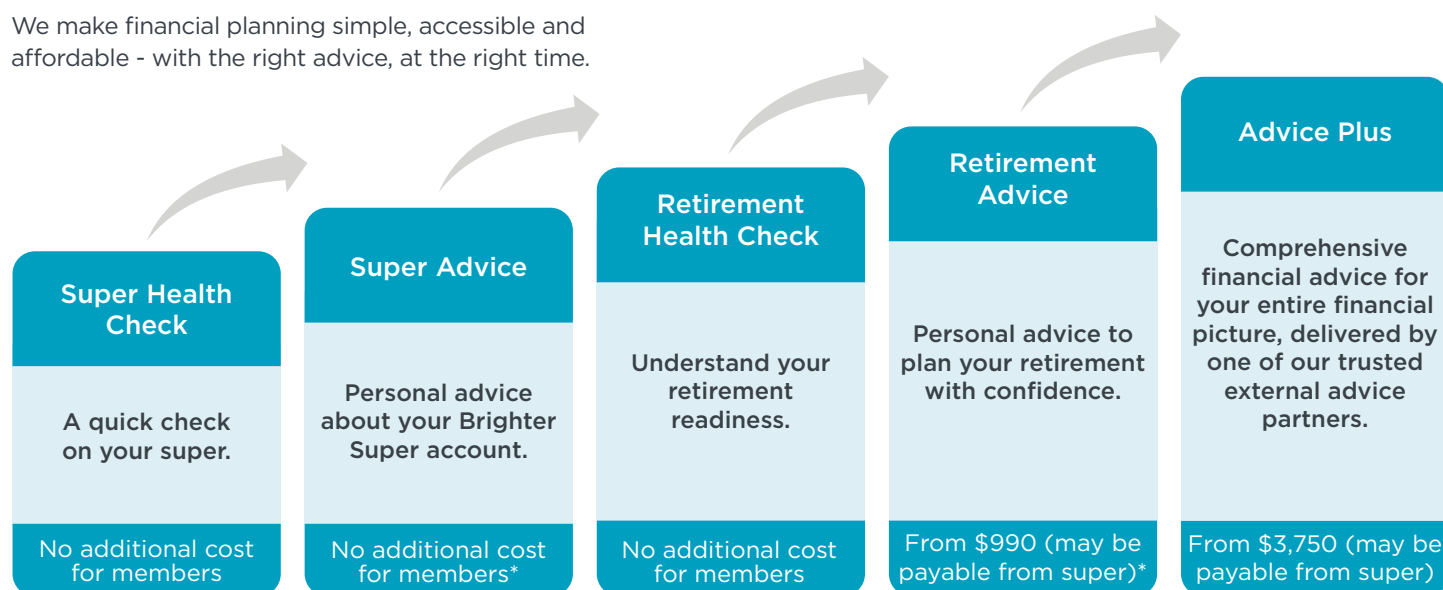 We make financial planning simple, accessible and
affordable - with the right advice, at the right time.
Super Health
Check
A quick check
on your super.
No additional cost
for members
Super Advice
Personal advice
about your Brighter
Super account.
No additional cost
for members*
Retirement
Health Check
Understand your
retirement
readiness.
No additional cost
for members
Retirement
Advice
Personal advice to
plan your retirement
with confidence.
From $990 (may be
payable from super)*
Advice Plus
Comprehensive
financial advice for
your entire financial
picture, delivered by
one of our trusted
external advice
partners.
From $3,750 (may be
payable from super)